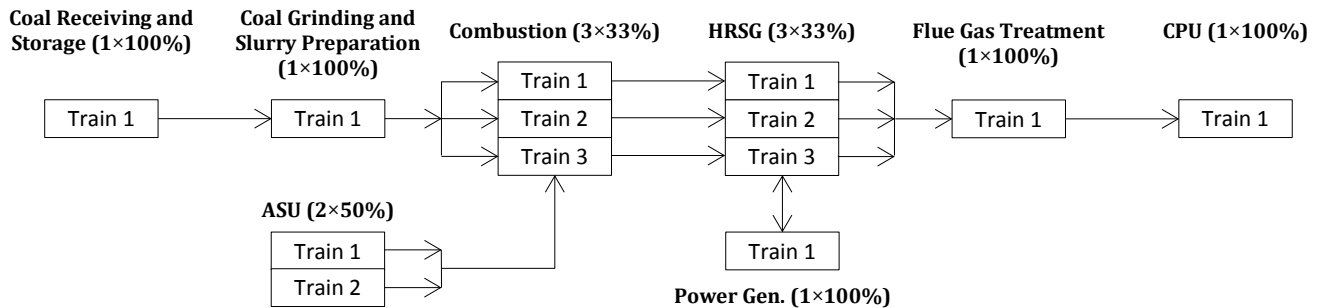 Coal Receiving and
Storage (1×100%)
Coal Grinding and
Slurry Preparation
(1×100%)
Combustion (3×33%)
HRSG (3×33%)
Flue Gas Treatment
(1×100%)
CPU (1×100%)
Train 1
Train 1
Train 1
Train 2
Train 3
Train 1
Train 2
Train 3
Train 1
Train 1
ASU (2×50%)
Train 1
Train 2
Train 1
Power Gen. (1×100%)